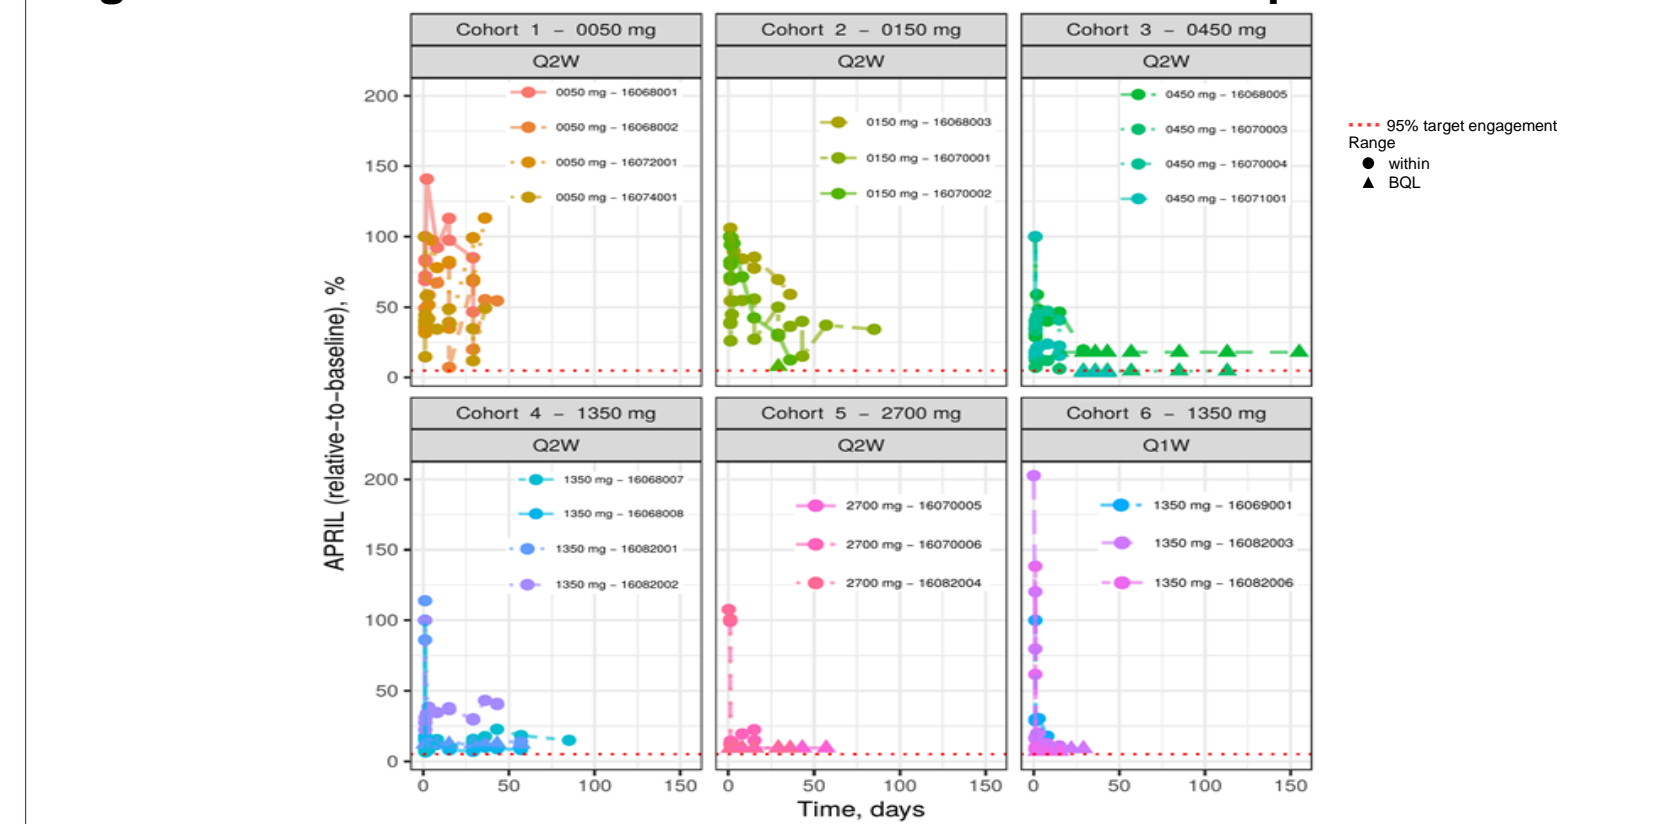 Cohort 1 – 0050 mg
Cohort 2 – 0150 mg
Cohort 3 – 0450 mg
Q2W
Q2W
Q2W
0050 mg – 16068001
0050 mg – 16068002
0050 mg – 16072001
0050 mg – 16074001
0150 mg – 16068003
0150 mg – 16070001
0150 mg – 16070002
0450 mg – 16068005
0450 mg – 16070003
0450 mg – 16070004
0450 mg – 16071001
95% target engagement
Range
within
BQL
200
150
100
50
0
APRIL (relative–to–baseline), %
Cohort 4 – 1350 mg
Cohort 5 – 2700 mg
Cohort 6 – 1350 mg
Q2W
Q2W
Q1W
1350 mg – 16068007
1350 mg – 16068008
1350 mg – 16082001
1350 mg – 16082002
2700 mg – 16070005
2700 mg – 16070006
2700 mg – 16082004
1350 mg – 16069001
1350 mg – 16082003
1350 mg – 16082006
200
150
100
50
0
0 50 100 150
0 50 100 150
0 50 100 150
Time, days